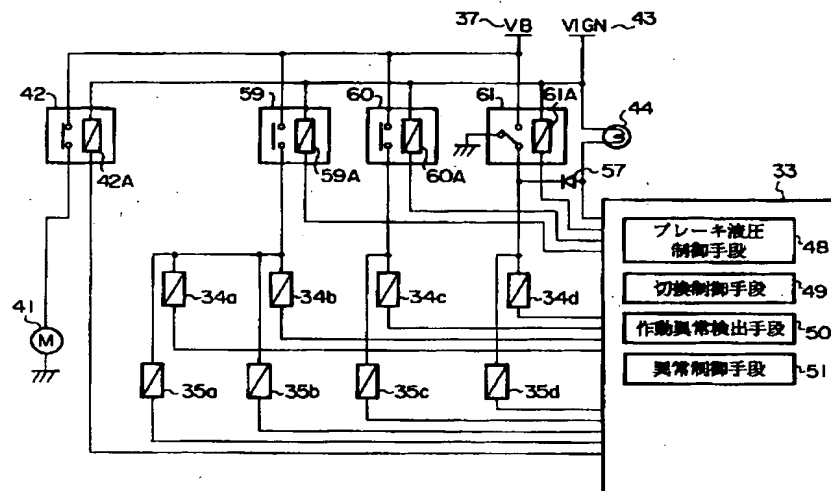 37 VB VIGN 43
42 59 60 61 61A 44
42A 59A 60A 57
33
ブレーキ液圧
制御手段 48
切換制御手段 49
作動異常検出手段 50
異常制御手段 51
34a 34b 34c 34d
41 M
35a 35b 35c 35d